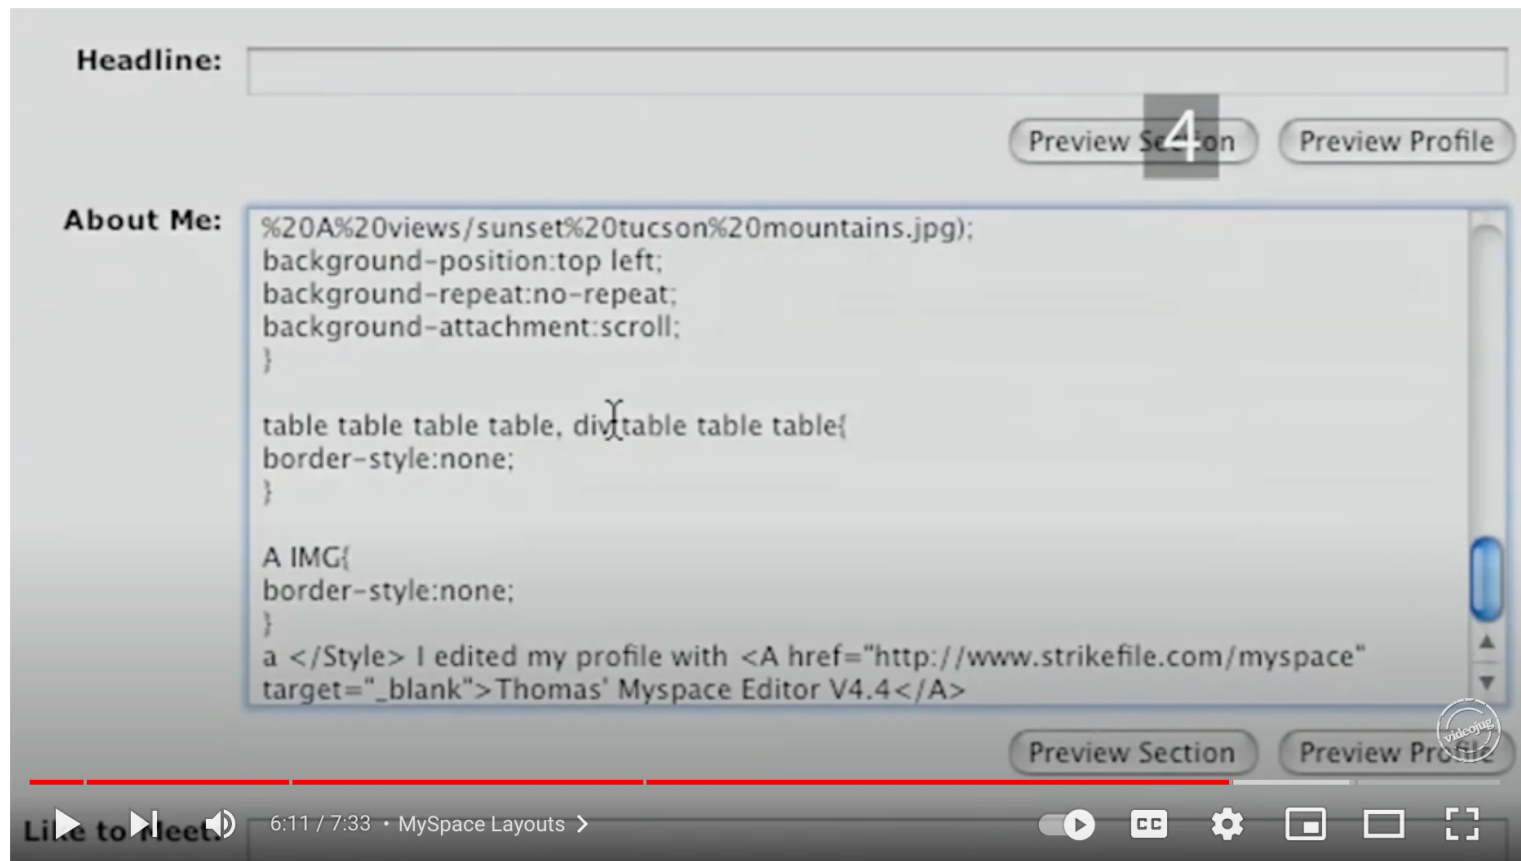 Headline:
4
Preview Section Preview Profile
About Me:
%20A%20views/sunset%20tucson%20mountains.jpg);
background-position:top left;
background-repeat:no-repeat;
background-attachment:scroll;
}
table table table table, div table table table{
border-style:none;
}
A IMG{
border-style:none;
}
a </Style> I edited my profile with <A href="http://www.strikefile.com/myspace"
target="_blank">Thomas' Myspace Editor V4.4</A>
videojug
Preview Section Preview Profile
Like to Meet:
6:11 / 7:33 • MySpace Layouts >
CC